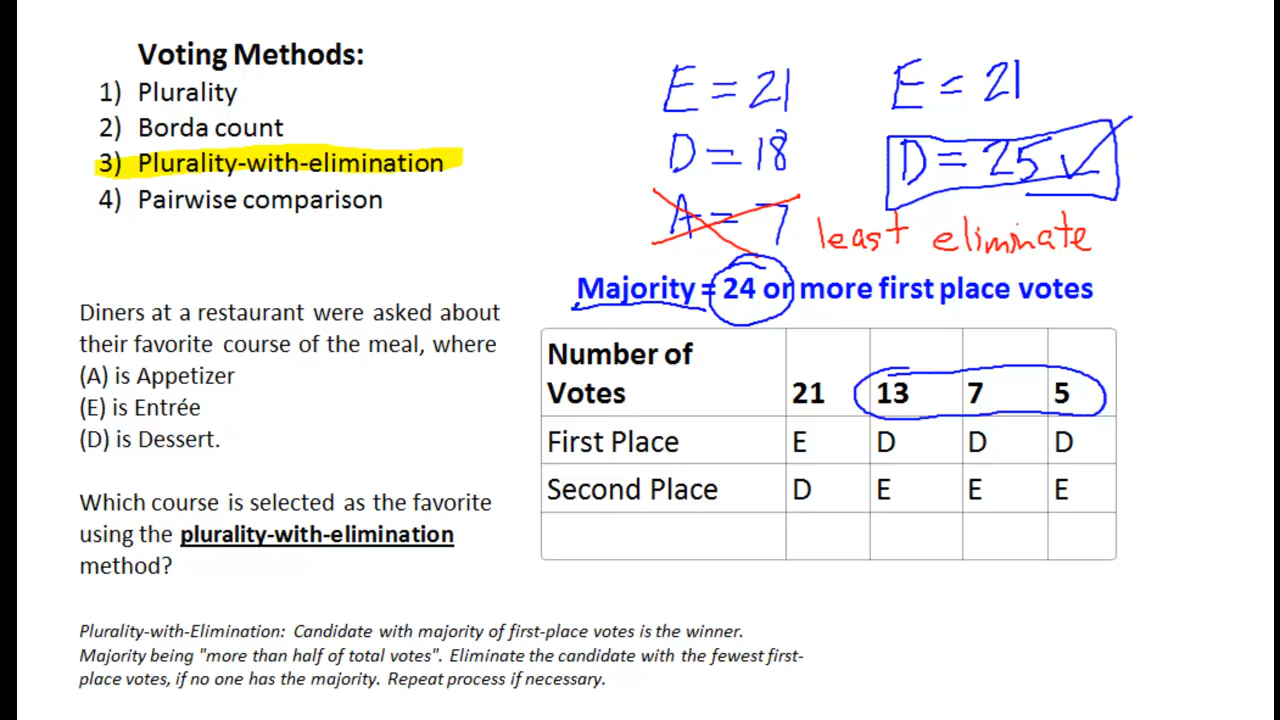 Voting Methods:
1) Plurality
2) Borda count
3) Plurality-with-elimination
4) Pairwise comparison
E = 21
D = 18
A = 7
E = 21
D = 25
least eliminate
Majority = 24 or more first place votes
Diners at a restaurant were asked about
their favorite course of the meal, where
(A) is Appetizer
(E) is Entrée
(D) is Dessert.
Which course is selected as the favorite
using the plurality-with-elimination
method?
Number of
Votes 21 13 7 5
First Place E D D D
Second Place D E E E
Plurality-with-Elimination: Candidate with majority of first-place votes is the winner.
Majority being "more than half of total votes". Eliminate the candidate with the fewest first-
place votes, if no one has the majority. Repeat process if necessary.